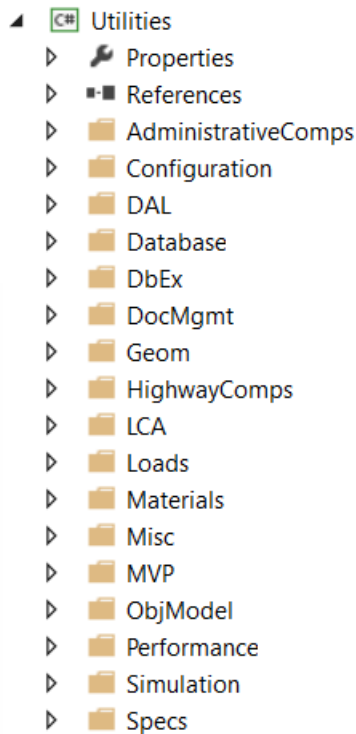 C# Utilities
Properties
References
AdministrativeComps
Configuration
DAL
Database
DbEx
DocMgmt
Geom
HighwayComps
LCA
Loads
Materials
Misc
MVP
ObjModel
Performance
Simulation
Specs